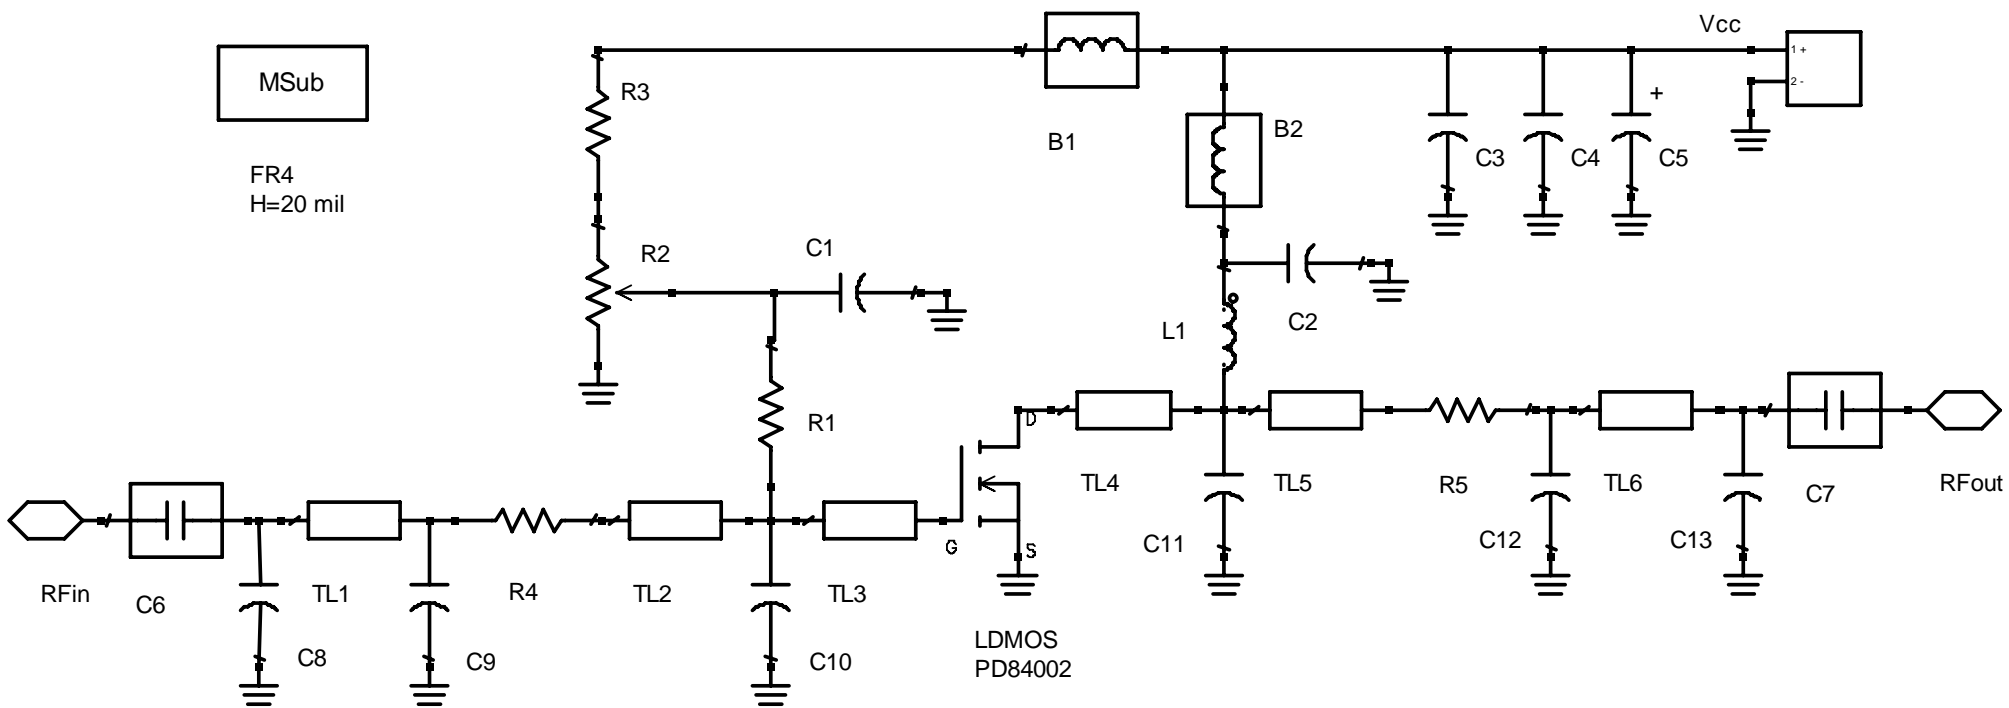 Vcc
1 +
2 -
MSub
FR4
H=20 mil
R3
B1
B2
+
C3
C4
C5
R2
C1
L1
C2
R1
D
TL4
TL5
R5
TL6
C7
RFout
G
S
C11
C12
C13
RFin
C6
TL1
R4
TL2
TL3
C8
C9
C10
LDMOS
PD84002